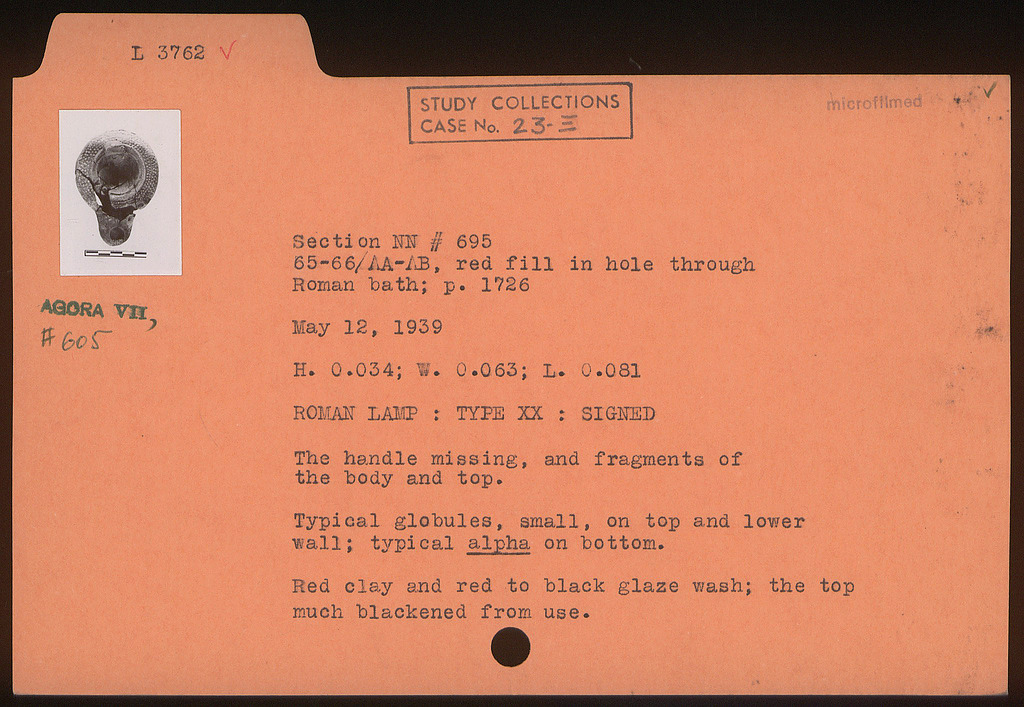 L 3762 ✓
STUDY COLLECTIONS
CASE No. 23-Ξ
microfilmed ✓
Section NN # 695
65-66/AA-AB, red fill in hole through
Roman bath; p. 1726
AGORA VII,
# 605
May 12, 1939
H. 0.034; W. 0.063; L. 0.081
ROMAN LAMP : TYPE XX : SIGNED
The handle missing, and fragments of
the body and top.
Typical globules, small, on top and lower
wall; typical alpha on bottom.
Red clay and red to black glaze wash; the top
much blackened from use.